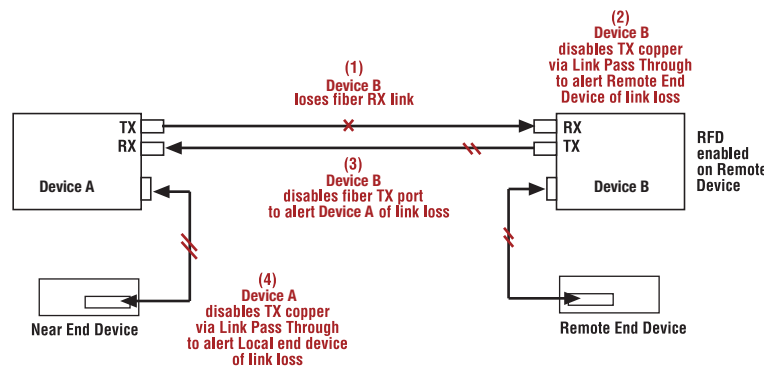 (1)
Device B
loses fiber RX link
(2)
Device B
disables TX copper
via Link Pass Through
to alert Remote End
Device of link loss
TX
RX
Device A
RX
TX
Device B
RFD
enabled
on Remote
Device
(3)
Device B
disables fiber TX port
to alert Device A of link loss
Near End Device
(4)
Device A
disables TX copper
via Link Pass Through
to alert Local end device
of link loss
Remote End Device